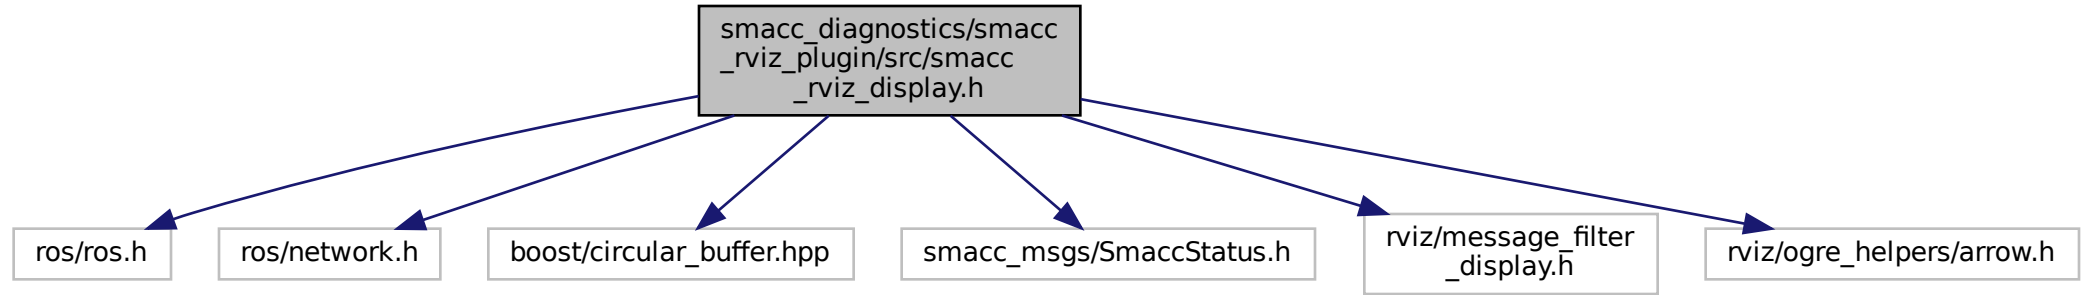 smacc_diagnostics/smacc
_rviz_plugin/src/smacc
_rviz_display.h
ros/ros.h
ros/network.h
boost/circular_buffer.hpp
smacc_msgs/SmaccStatus.h
rviz/message_filter
_display.h
rviz/ogre_helpers/arrow.h